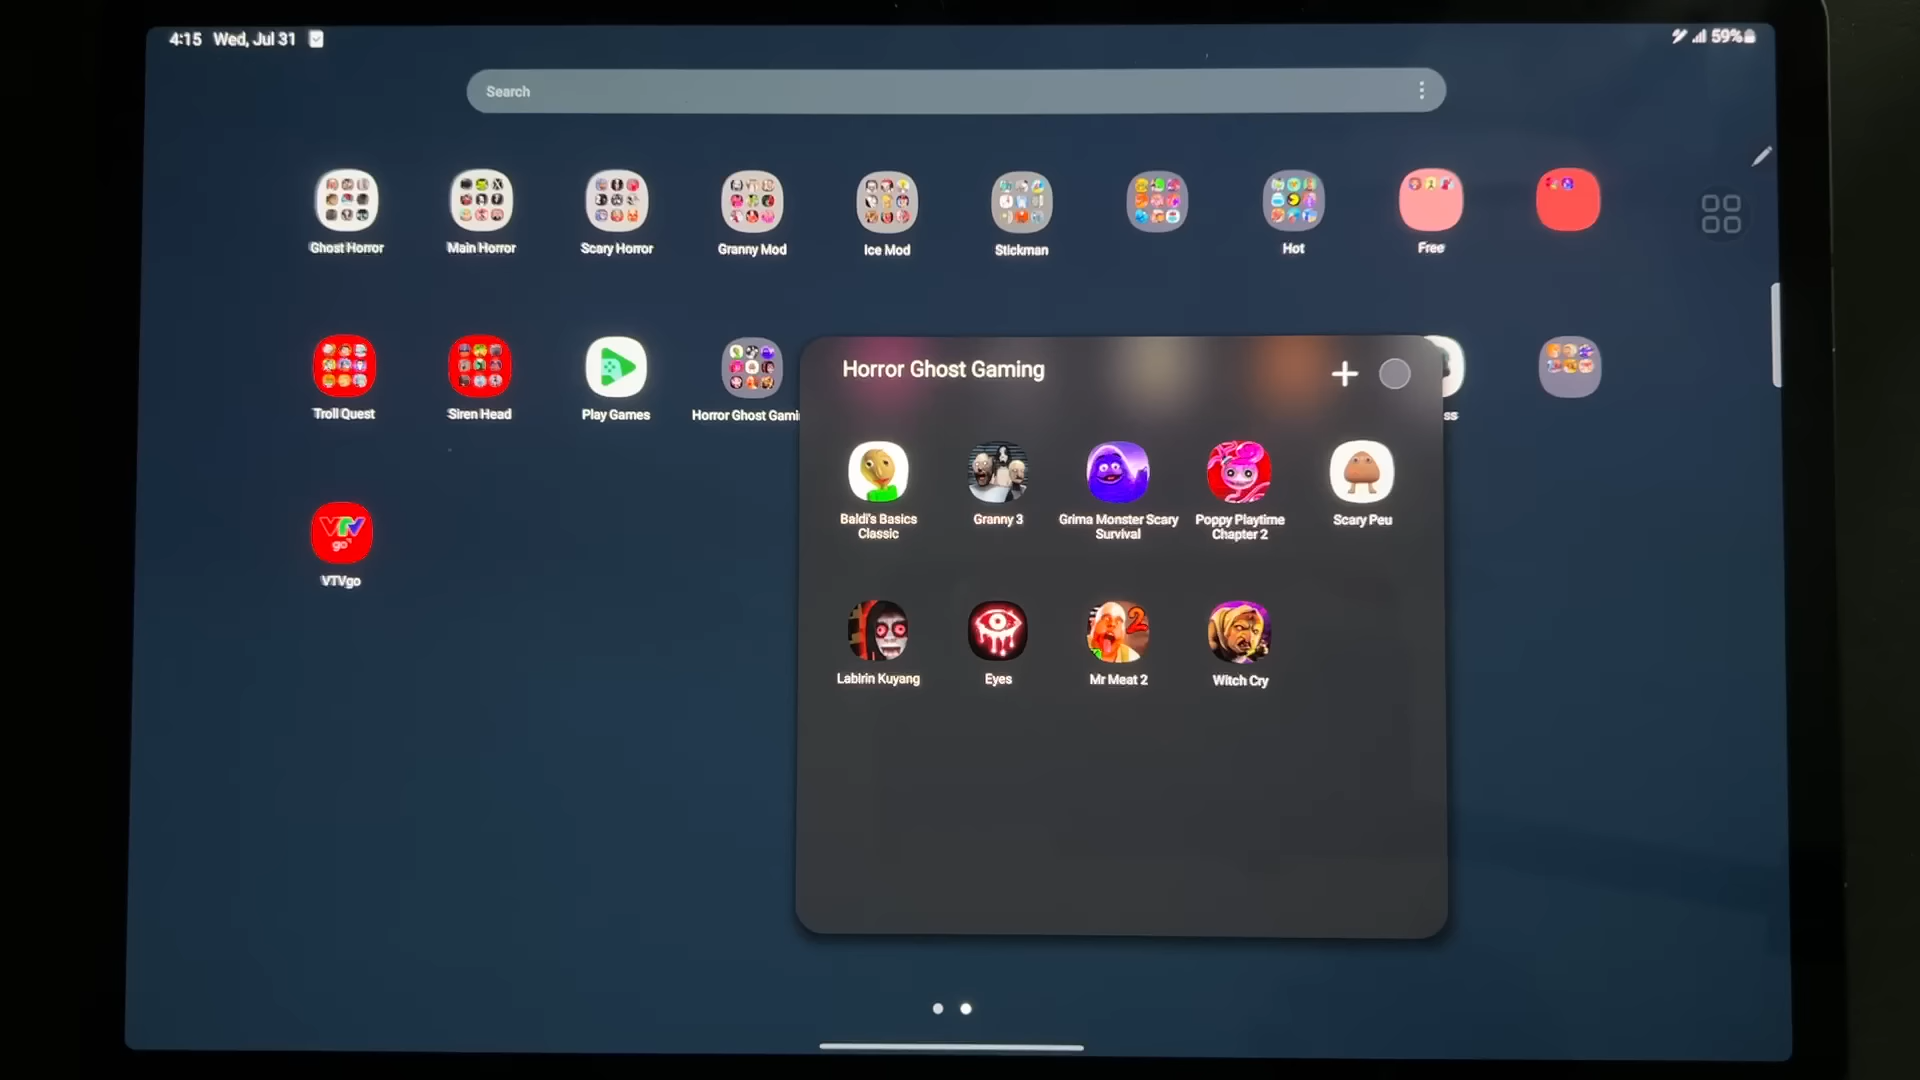 4:15 Wed, Jul 31
59%
Search
Ghost Horror
Main Horror
Scary Horror
Granny Mod
Ice Mod
Stickman
Hot
Free
Troll Quest
Siren Head
Play Games
Horror Ghost Gami
ss
Horror Ghost Gaming
Baldi's Basics
Classic
Granny 3
Grima Monster Scary
Survival
Poppy Playtime
Chapter 2
Scary Peu
2
Labirin Kuyang
Eyes
Mr Meat 2
Witch Cry
VTV
go
VTVgo